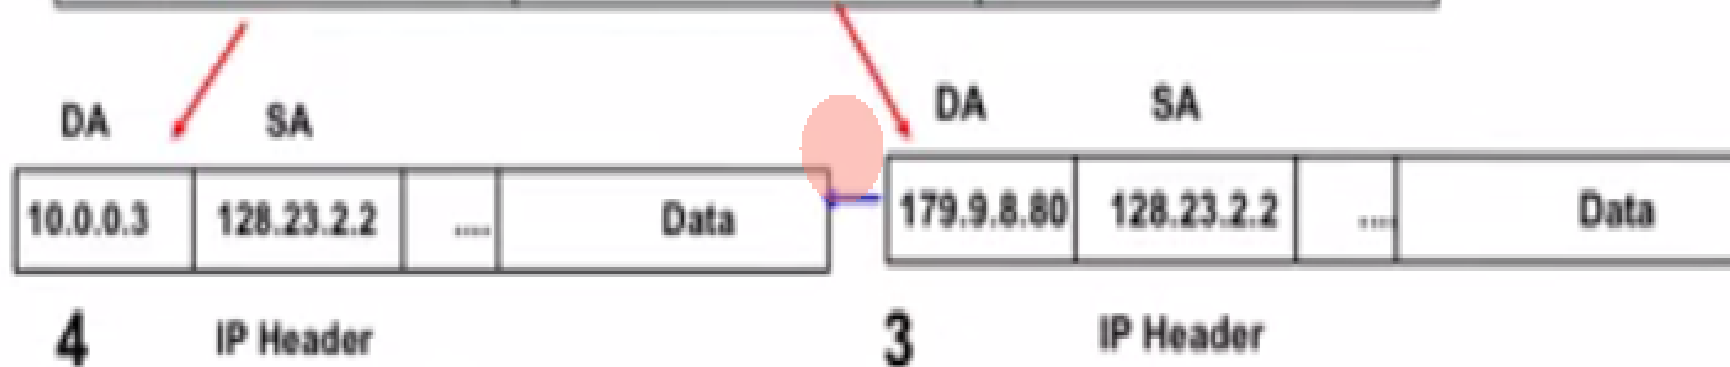 DA SA
DA SA
10.0.0.3 128.23.2.2 .... Data
179.9.8.80 128.23.2.2 .... Data
4 IP Header
3 IP Header